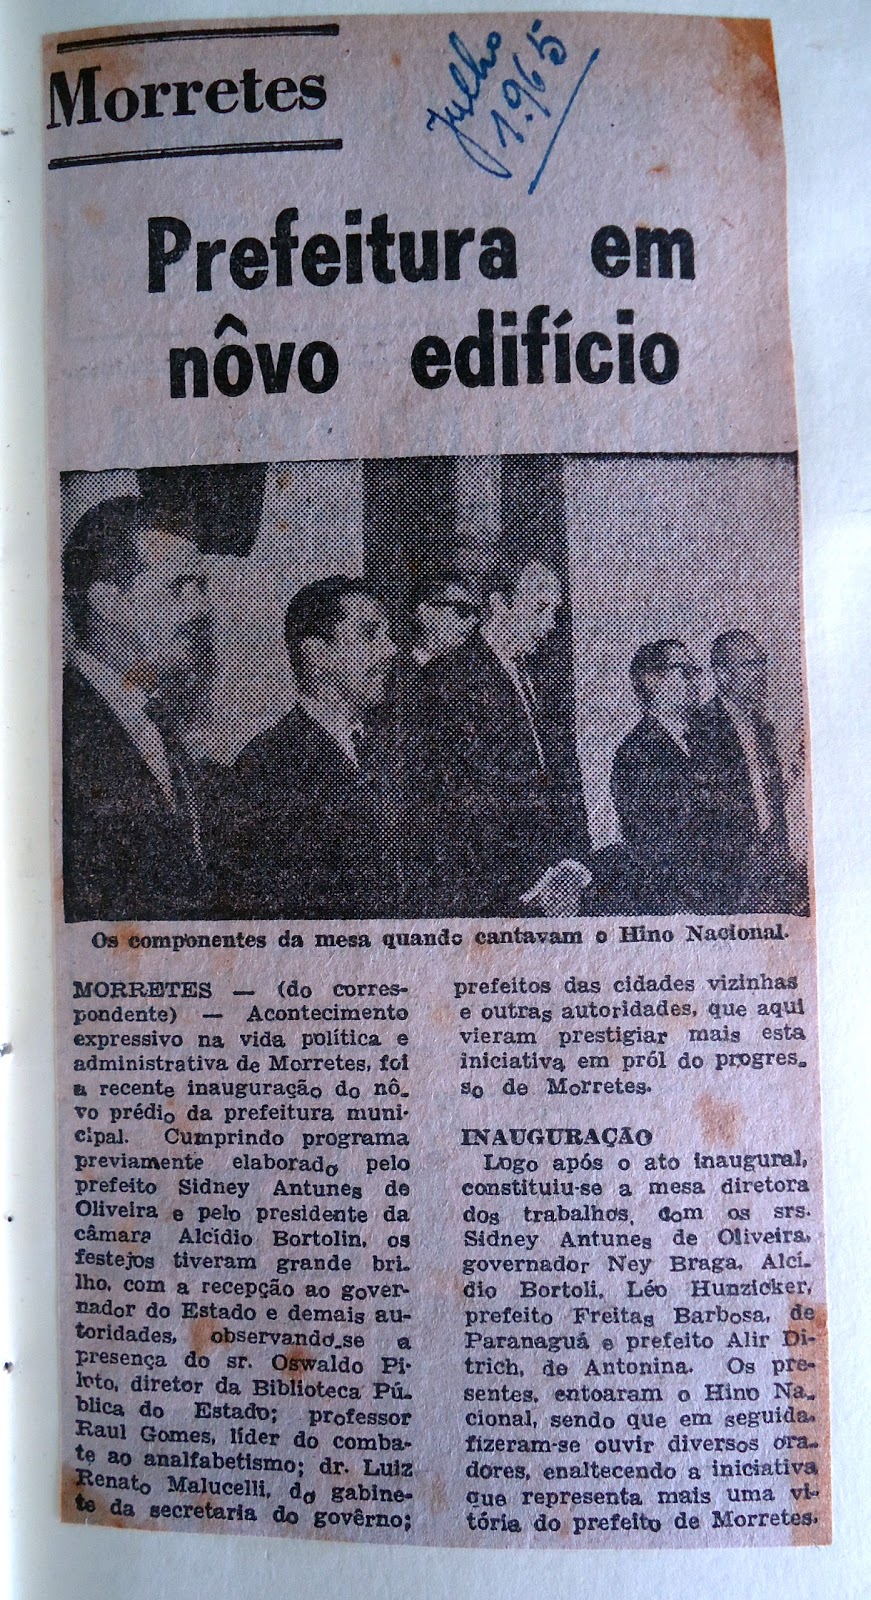 Morretes
Julho
1.965
Prefeitura em
nôvo edifício
Os componentes da mesa quando cantavam o Hino Nacional.
MORRETES — (do corres-
pondente) — Acontecimento
expressivo na vida política e
administrativa de Morretes, foi
a recente inauguração do nô-
vo prédio da prefeitura muni-
cipal. Cumprindo programa
previamente elaborado pelo
prefeito Sidney Antunes de
Oliveira e pelo presidente da
câmara Alcídio Bortolin, os
festejos tiveram grande bri-
lho, com a recepção ao gover-
nador do Estado e demais au-
toridades, observando-se a
presença do sr. Oswaldo Pi-
loto, diretor da Biblioteca Pú-
blica do Estado; professor
Raul Gomes, líder do comba-
te ao analfabetismo; dr. Luiz
Renato Malucelli, do gabine-
te da secretaria do govêrno;
prefeitos das cidades vizinhas
e outras autoridades, que aqui
vieram prestigiar mais esta
iniciativa em pról do progres-
so de Morretes.
INAUGURAÇÃO
Logo após o ato inaugural,
constituiu-se a mesa diretora
dos trabalhos, com os srs.
Sidney Antunes de Oliveira,
governador Ney Braga, Alcí-
dio Bortoli, Léo Hunzicker,
prefeito Freitas Barbosa, de
Paranaguá e prefeito Alir Di-
trich, de Antonina. Os pre-
sentes, entoaram o Hino Na-
cional, sendo que em seguida
fizeram-se ouvir diversos ora-
dores, enaltecendo a iniciativa
que representa mais uma vi-
tória do prefeito de Morretes.